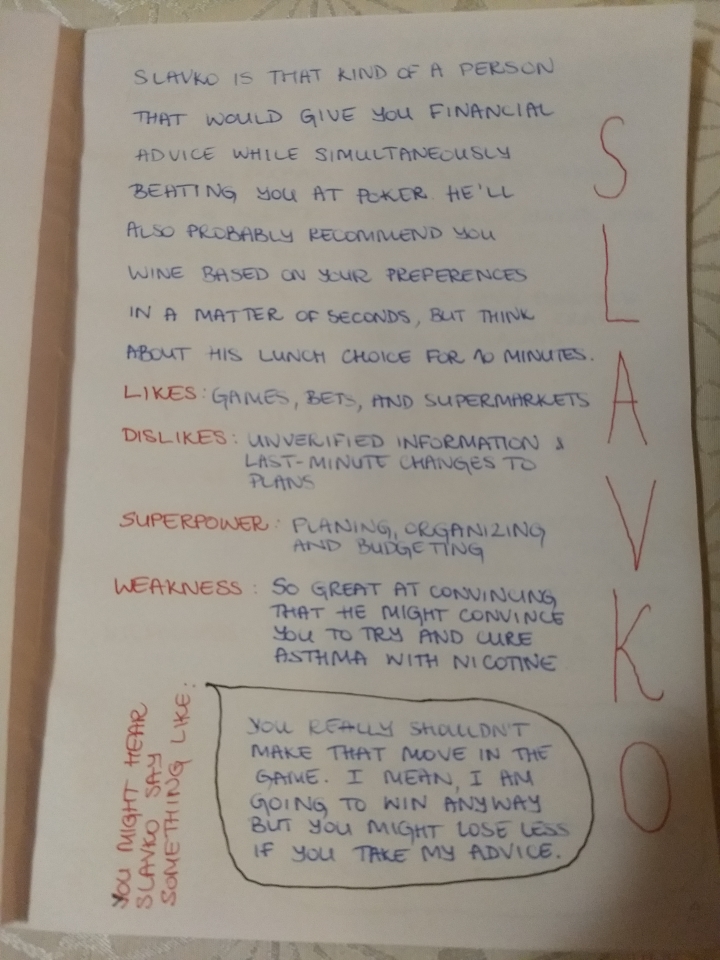 SLAVKO IS THAT KIND OF A PERSON
THAT WOULD GIVE YOU FINANCIAL
ADVICE WHILE SIMULTANEOUSLY
BEATING YOU AT POKER. HE'LL
ALSO PROBABLY RECOMMEND YOU
WINE BASED ON YOUR PREPERENCES
IN A MATTER OF SECONDS, BUT THINK
ABOUT HIS LUNCH CHOICE FOR 10 MINUTES.
LIKES: GAMES, BETS, AND SUPERMARKETS
DISLIKES: UNVERIFIED INFORMATION &
LAST-MINUTE CHANGES TO
PLANS
SUPERPOWER: PLANING, ORGANIZING
AND BUDGETING
WEAKNESS: SO GREAT AT CONVINCING
THAT HE MIGHT CONVINCE
YOU TO TRY AND CURE
ASTHMA WITH NICOTINE
YOU MIGHT HEAR
SLAVKO SAY
SOMETHING LIKE:
YOU REALLY SHOULDN'T
MAKE THAT MOVE IN THE
GAME. I MEAN, I AM
GOING TO WIN ANYWAY
BUT YOU MIGHT LOSE LESS
IF YOU TAKE MY ADVICE.
SLAVKO